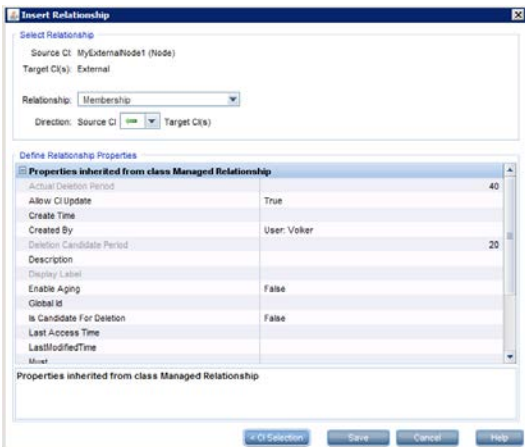 Insert Relationship
Select Relationship
Source CI: MyExternalNode1 (Node)
Target CI(s): External
Relationship: Membership
Direction: Source CI Target CI(s)
Define Relationship Properties
Properties inherited from class Managed Relationship
Actual Deletion Period 40
Allow CI Update True
Create Time
Created By User: Volker
Deletion Candidate Period 20
Description
Display Label
Enable Aging False
Global Id
Is Candidate For Deletion False
Last Access Time
LastModifiedTime
Must
Properties inherited from class Managed Relationship
< CI Selection Save Cancel Help